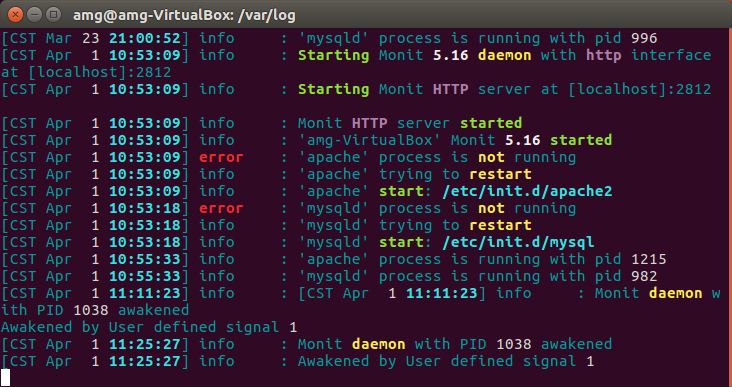 amg@amg-VirtualBox: /var/log
[CST Mar 23 21:00:52] info     : 'mysqld' process is running with pid 996
[CST Apr  1 10:53:09] info     : Starting Monit 5.16 daemon with http interface
at [localhost]:2812
[CST Apr  1 10:53:09] info     : Starting Monit HTTP server at [localhost]:2812
[CST Apr  1 10:53:09] info     : Monit HTTP server started
[CST Apr  1 10:53:09] info     : 'amg-VirtualBox' Monit 5.16 started
[CST Apr  1 10:53:09] error    : 'apache' process is not running
[CST Apr  1 10:53:09] info     : 'apache' trying to restart
[CST Apr  1 10:53:09] info     : 'apache' start: /etc/init.d/apache2
[CST Apr  1 10:53:18] error    : 'mysqld' process is not running
[CST Apr  1 10:53:18] info     : 'mysqld' trying to restart
[CST Apr  1 10:53:18] info     : 'mysqld' start: /etc/init.d/mysql
[CST Apr  1 10:55:33] info     : 'apache' process is running with pid 1215
[CST Apr  1 10:55:33] info     : 'mysqld' process is running with pid 982
[CST Apr  1 11:11:23] info     : [CST Apr  1 11:11:23] info     : Monit daemon w
ith PID 1038 awakened
Awakened by User defined signal 1
[CST Apr  1 11:25:27] info     : Monit daemon with PID 1038 awakened
[CST Apr  1 11:25:27] info     : Awakened by User defined signal 1